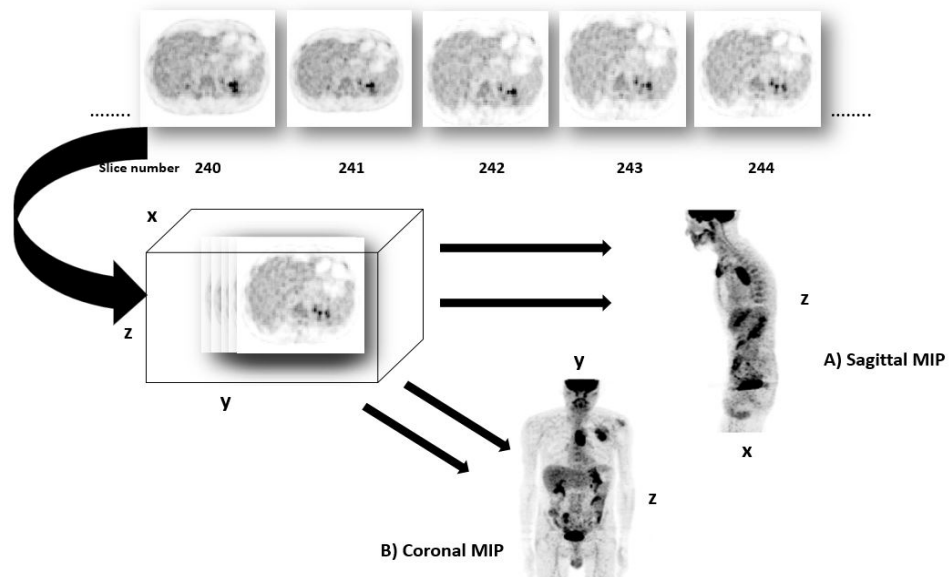 ........ ........
Slice number 240 241 242 243 244
x
z
y
z
A) Sagittal MIP
x
y
z
B) Coronal MIP